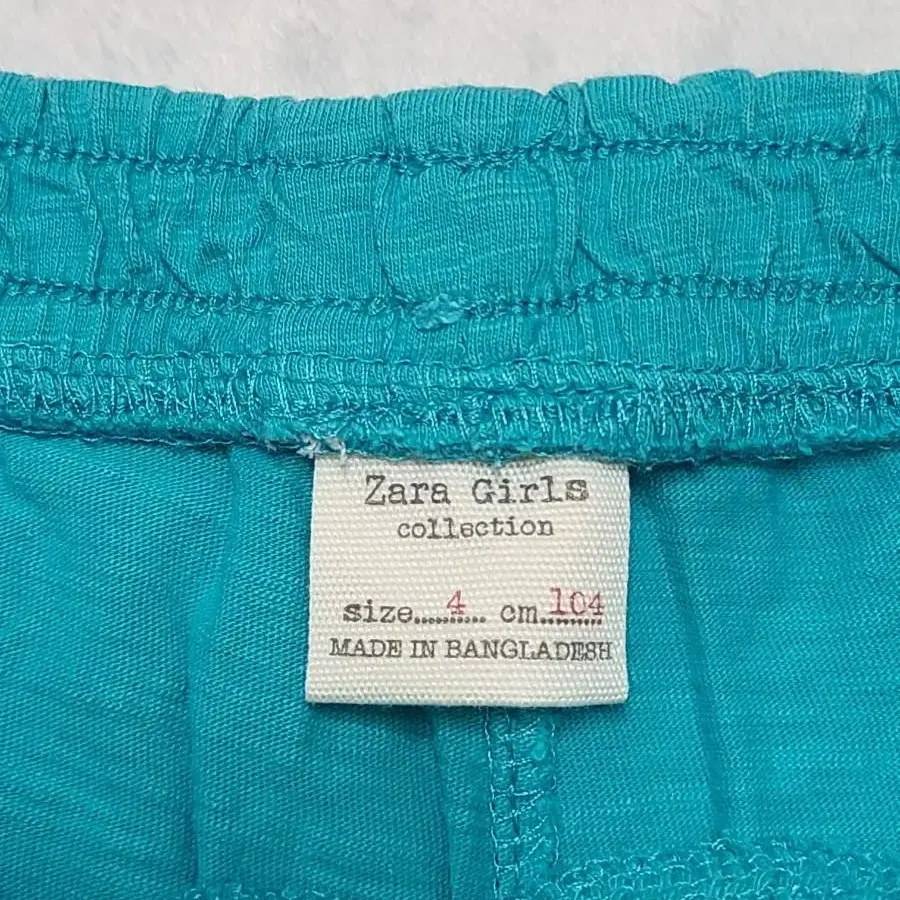 Zara Girls
collection
size.......4... cm.104
MADE IN BANGLADESH